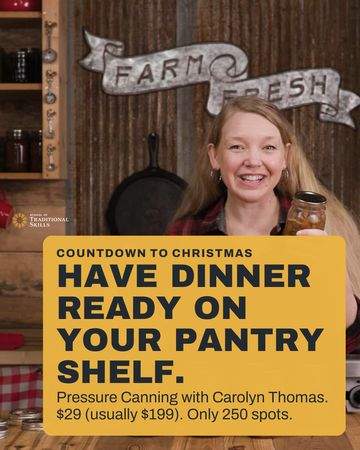 FARM
FRESH
SCHOOL OF
TRADITIONAL
SKILLS
COUNTDOWN TO CHRISTMAS
HAVE DINNER
READY ON
YOUR PANTRY
SHELF.
Pressure Canning with Carolyn Thomas.
$29 (usually $199). Only 250 spots.